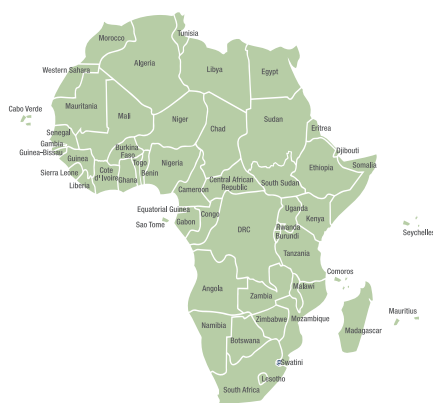 Tunisia
Morocco
Algeria
Libya
Egypt
Western Sahara
Mauritania
Mali
Niger
Chad
Sudan
Eritrea
Cabo Verde
Senegal
Gambia
Guinea-Bissau
Guinea
Sierra Leone
Liberia
Cote
d'Ivoire
Burkina
Faso
Ghana
Togo
Benin
Nigeria
Cameroon
Central African
Republic
South Sudan
Ethiopia
Djibouti
Somalia
Equatorial Guinea
Sao Tome
Gabon
Congo
DRC
Uganda
Kenya
Rwanda
Burundi
Tanzania
Seychelles
Comoros
Angola
Zambia
Malawi
Mozambique
Zimbabwe
Namibia
Botswana
Madagascar
Mauritius
eSwatini
Lesotho
South Africa